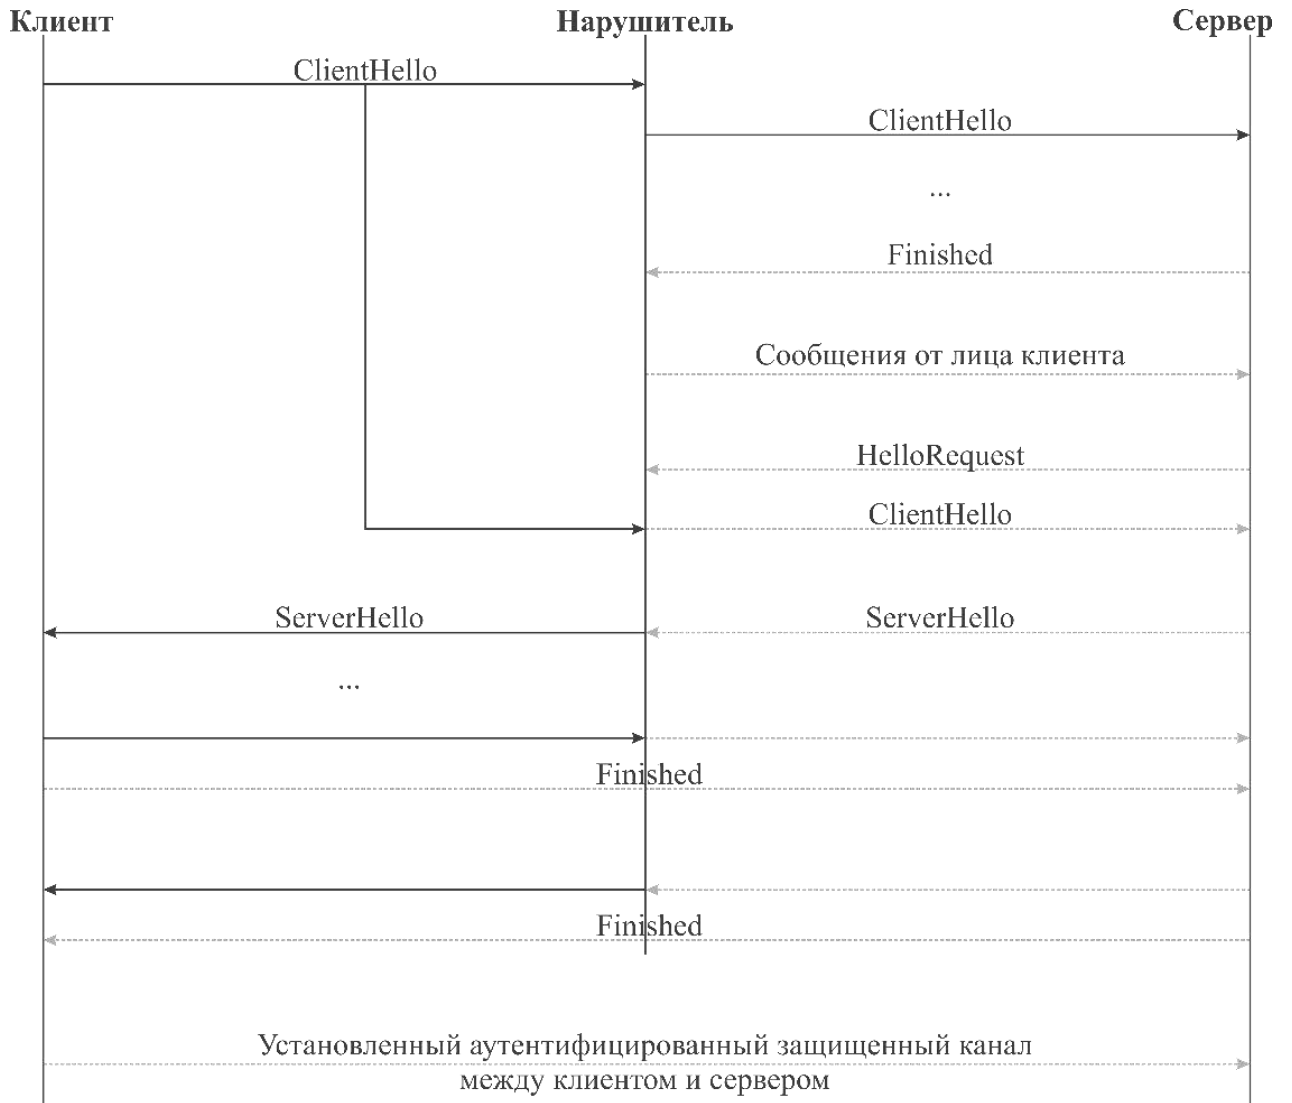 Клиент Нарушитель Сервер
ClientHello
ClientHello
...
Finished
Сообщения от лица клиента
HelloRequest
ClientHello
ServerHello ServerHello
...
Finished
Finished
Установленный аутентифицированный защищенный канал
между клиентом и сервером